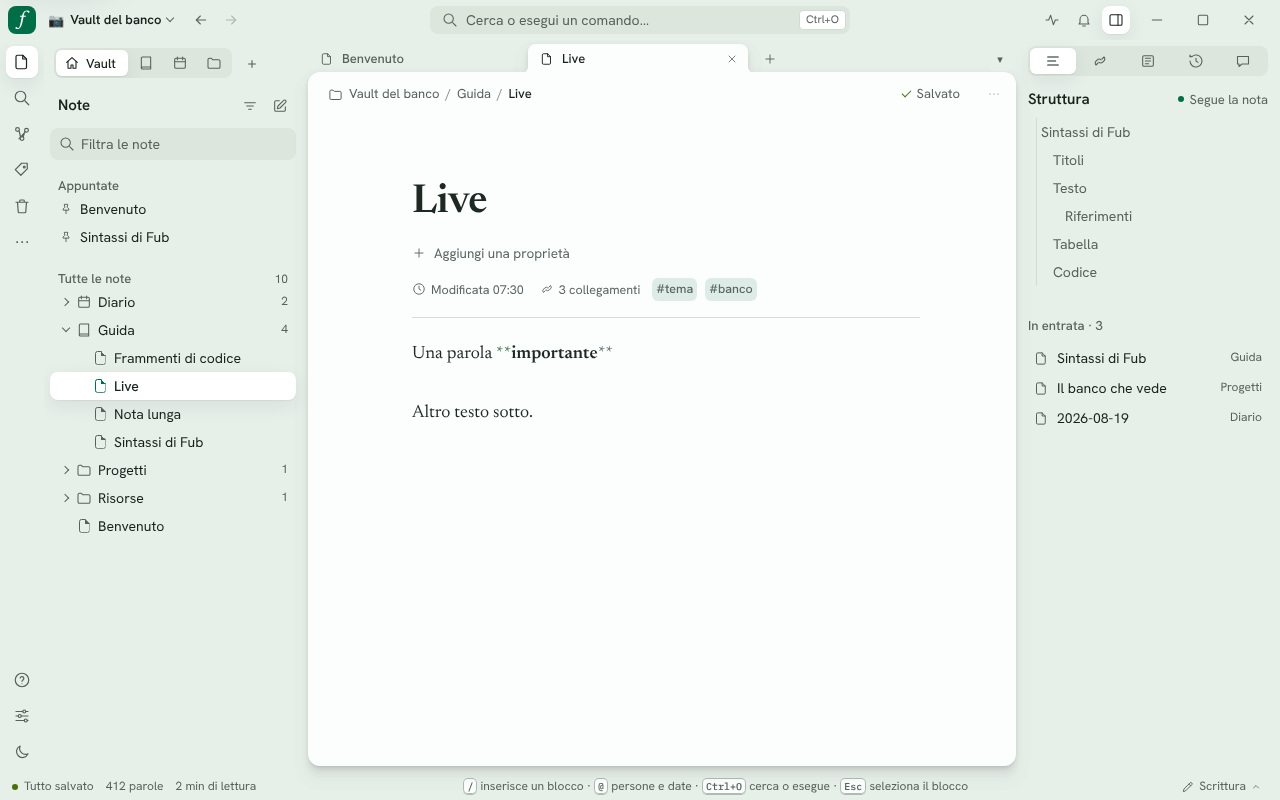 Vault del banco
Cerca o esegui un comando…
Ctrl+O
Vault
Benvenuto
Live
Note
Filtra le note
Appuntate
Benvenuto
Sintassi di Fub
Tutte le note 10
Diario 2
Guida 4
Frammenti di codice
Live
Nota lunga
Sintassi di Fub
Progetti 1
Risorse 1
Benvenuto
Vault del banco / Guida / Live
Salvato
Live
Aggiungi una proprietà
Modificata 07:30 3 collegamenti #tema #banco
Una parola **importante**
Altro testo sotto.
Struttura Segue la nota
Sintassi di Fub
Titoli
Testo
Riferimenti
Tabella
Codice
In entrata · 3
Sintassi di Fub Guida
Il banco che vede Progetti
2026-08-19 Diario
Tutto salvato 412 parole 2 min di lettura
/ inserisce un blocco · @ persone e date · Ctrl+O cerca o esegue · Esc seleziona il blocco
Scrittura